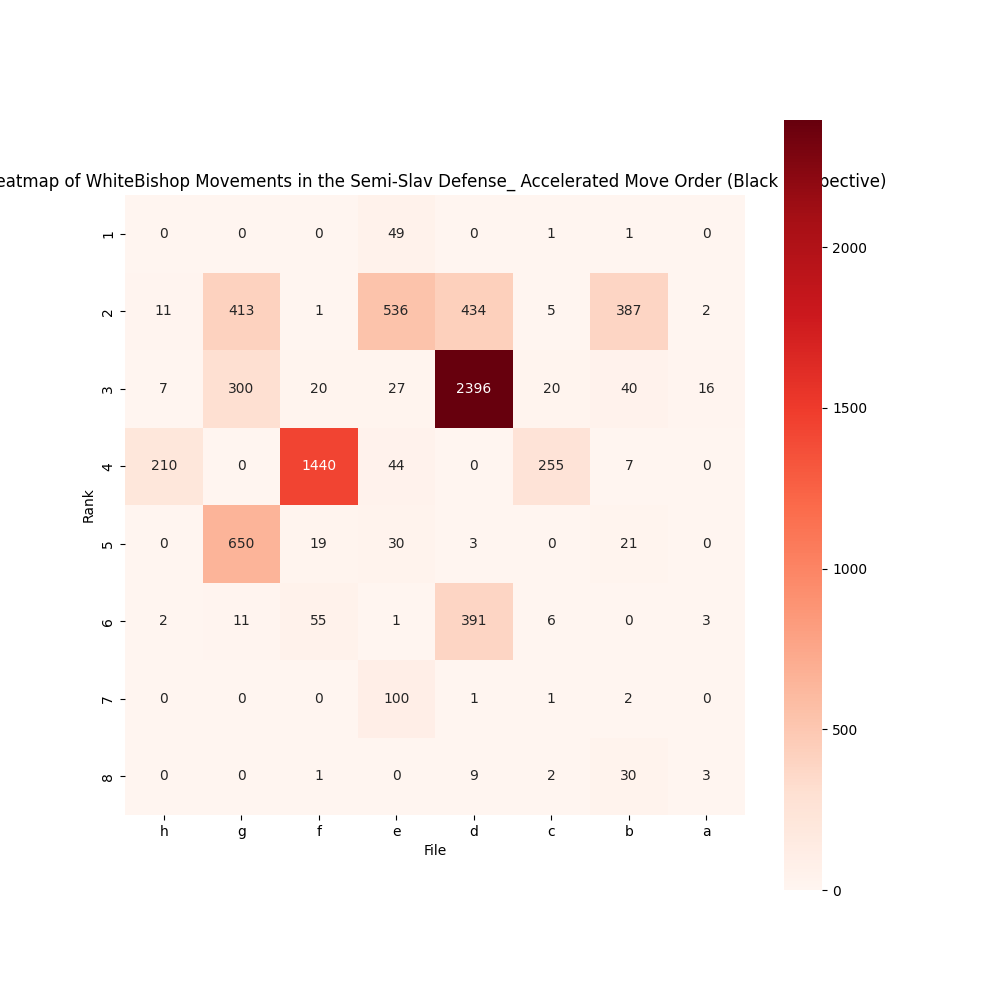 eatmap of WhiteBishop Movements in the Semi-Slav Defense_ Accelerated Move Order (Black pective)
1 0 0 0 49 0 1 1 0
2 11 413 1 536 434 5 387 2
3 7 300 20 27 2396 20 40 16
4 210 0 1440 44 0 255 7 0
5 0 650 19 30 3 0 21 0
6 2 11 55 1 391 6 0 3
7 0 0 0 100 1 1 2 0
8 0 0 1 0 9 2 30 3
h g f e d c b a
File
Rank
2000
1500
1000
500
0